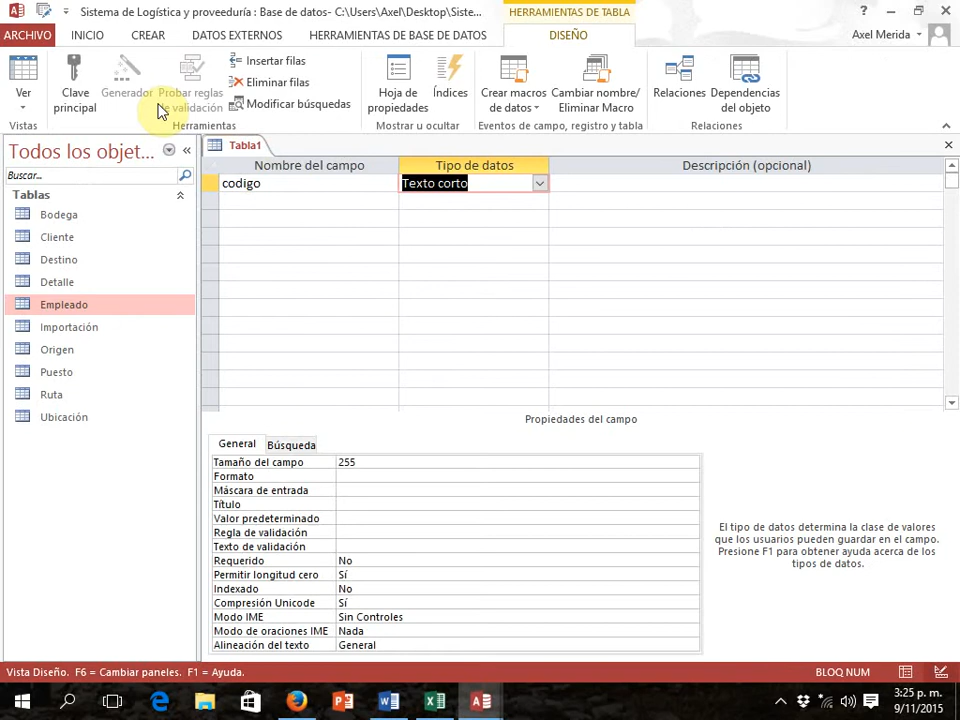 Sistema de Logística y proveeduría : Base de datos- C:\Users\Axel\Desktop\Siste...
HERRAMIENTAS DE TABLA
ARCHIVO
INICIO
CREAR
DATOS EXTERNOS
HERRAMIENTAS DE BASE DE DATOS
DISEÑO
Axel Merida
Ver
Clave principal
Generador
Probar reglas de validación
Insertar filas
Eliminar filas
Modificar búsquedas
Hoja de propiedades
Índices
Crear macros de datos
Cambiar nombre/ Eliminar Macro
Relaciones
Dependencias del objeto
Vistas
Herramientas
Mostrar u ocultar
Eventos de campo, registro y tabla
Relaciones
Todos los objet...
Buscar...
Tablas
Bodega
Cliente
Destino
Detalle
Empleado
Importación
Origen
Puesto
Ruta
Ubicación
Tabla1
Nombre del campo
Tipo de datos
Descripción (opcional)
codigo
Texto corto
Propiedades del campo
General
Búsqueda
Tamaño del campo 255
Formato
Máscara de entrada
Título
Valor predeterminado
Regla de validación
Texto de validación
Requerido No
Permitir longitud cero Sí
Indexado No
Compresión Unicode Sí
Modo IME Sin Controles
Modo de oraciones IME Nada
Alineación del texto General
El tipo de datos determina la clase de valores
que los usuarios pueden guardar en el campo.
Presione F1 para obtener ayuda acerca de los
tipos de datos.
Vista Diseño. F6 = Cambiar paneles. F1 = Ayuda.
BLOQ NUM
3:25 p. m.
9/11/2015